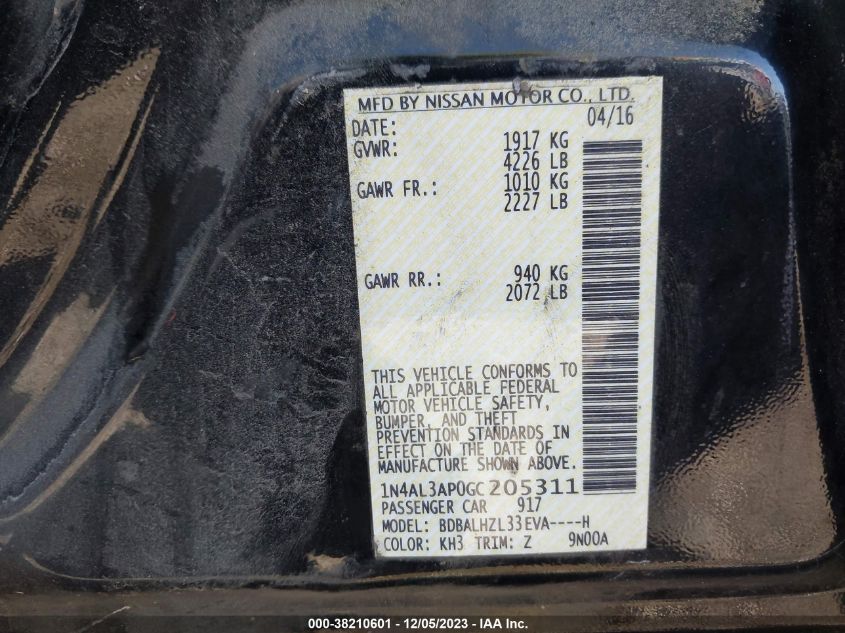 MFD BY NISSAN MOTOR CO., LTD.
DATE: 04/16
GVWR: 1917 KG
4226 LB
GAWR FR.: 1010 KG
2227 LB
GAWR RR.: 940 KG
2072 LB
THIS VEHICLE CONFORMS TO
ALL APPLICABLE FEDERAL
MOTOR VEHICLE SAFETY,
BUMPER, AND THEFT
PREVENTION STANDARDS IN
EFFECT ON THE DATE OF
MANUFACTURE SHOWN ABOVE.
1N4AL3AP0GC205311
PASSENGER CAR 917
MODEL: BDBALHZL33EVA----H
COLOR: KH3 TRIM: Z 9N00A
000-38210601 - 12/05/2023 - IAA Inc.